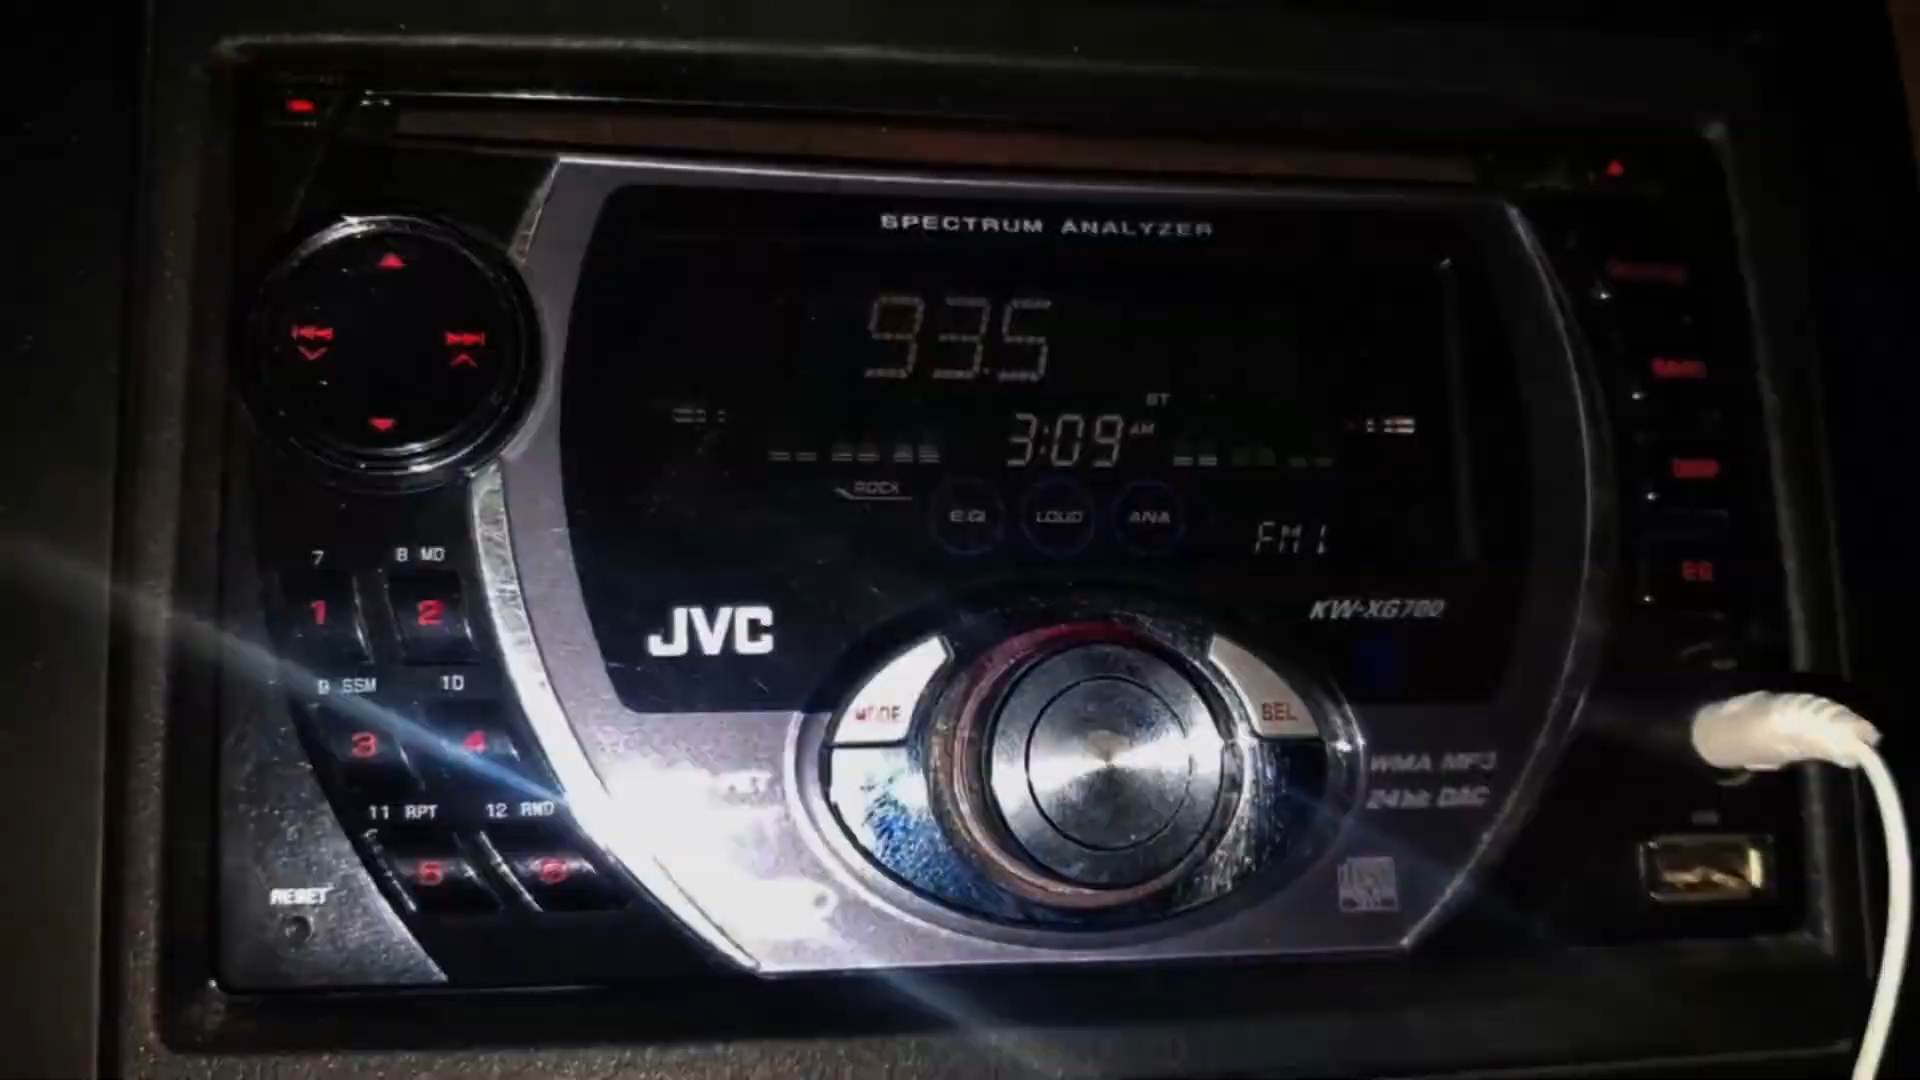 SPECTRUM ANALYZER
93.5
ST
3:09 AM
ROCK
E.Q. LOUD ANA
FM 1
7 8 MO
1 2
JVC
KW-XG700
9 SSM 10
3 4
MODE
SEL
WMA MP3
24bit DAC
11 RPT 12 RND
5 6
EQ
RESET